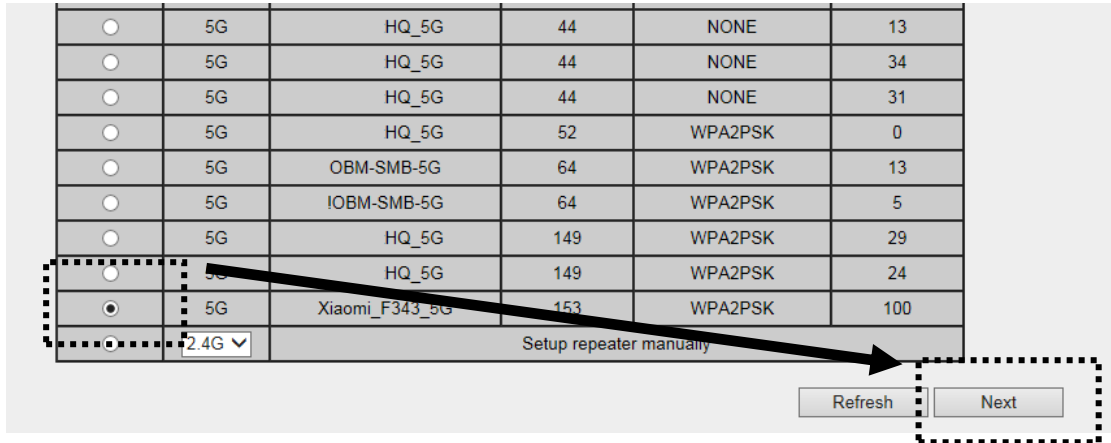 5G HQ_5G 44 NONE 13
5G HQ_5G 44 NONE 34
5G HQ_5G 44 NONE 31
5G HQ_5G 52 WPA2PSK 0
5G OBM-SMB-5G 64 WPA2PSK 13
5G !OBM-SMB-5G 64 WPA2PSK 5
5G HQ_5G 149 WPA2PSK 29
5G HQ_5G 149 WPA2PSK 24
5G Xiaomi_F343_5G 153 WPA2PSK 100
2.4G Setup repeater manually
Refresh Next